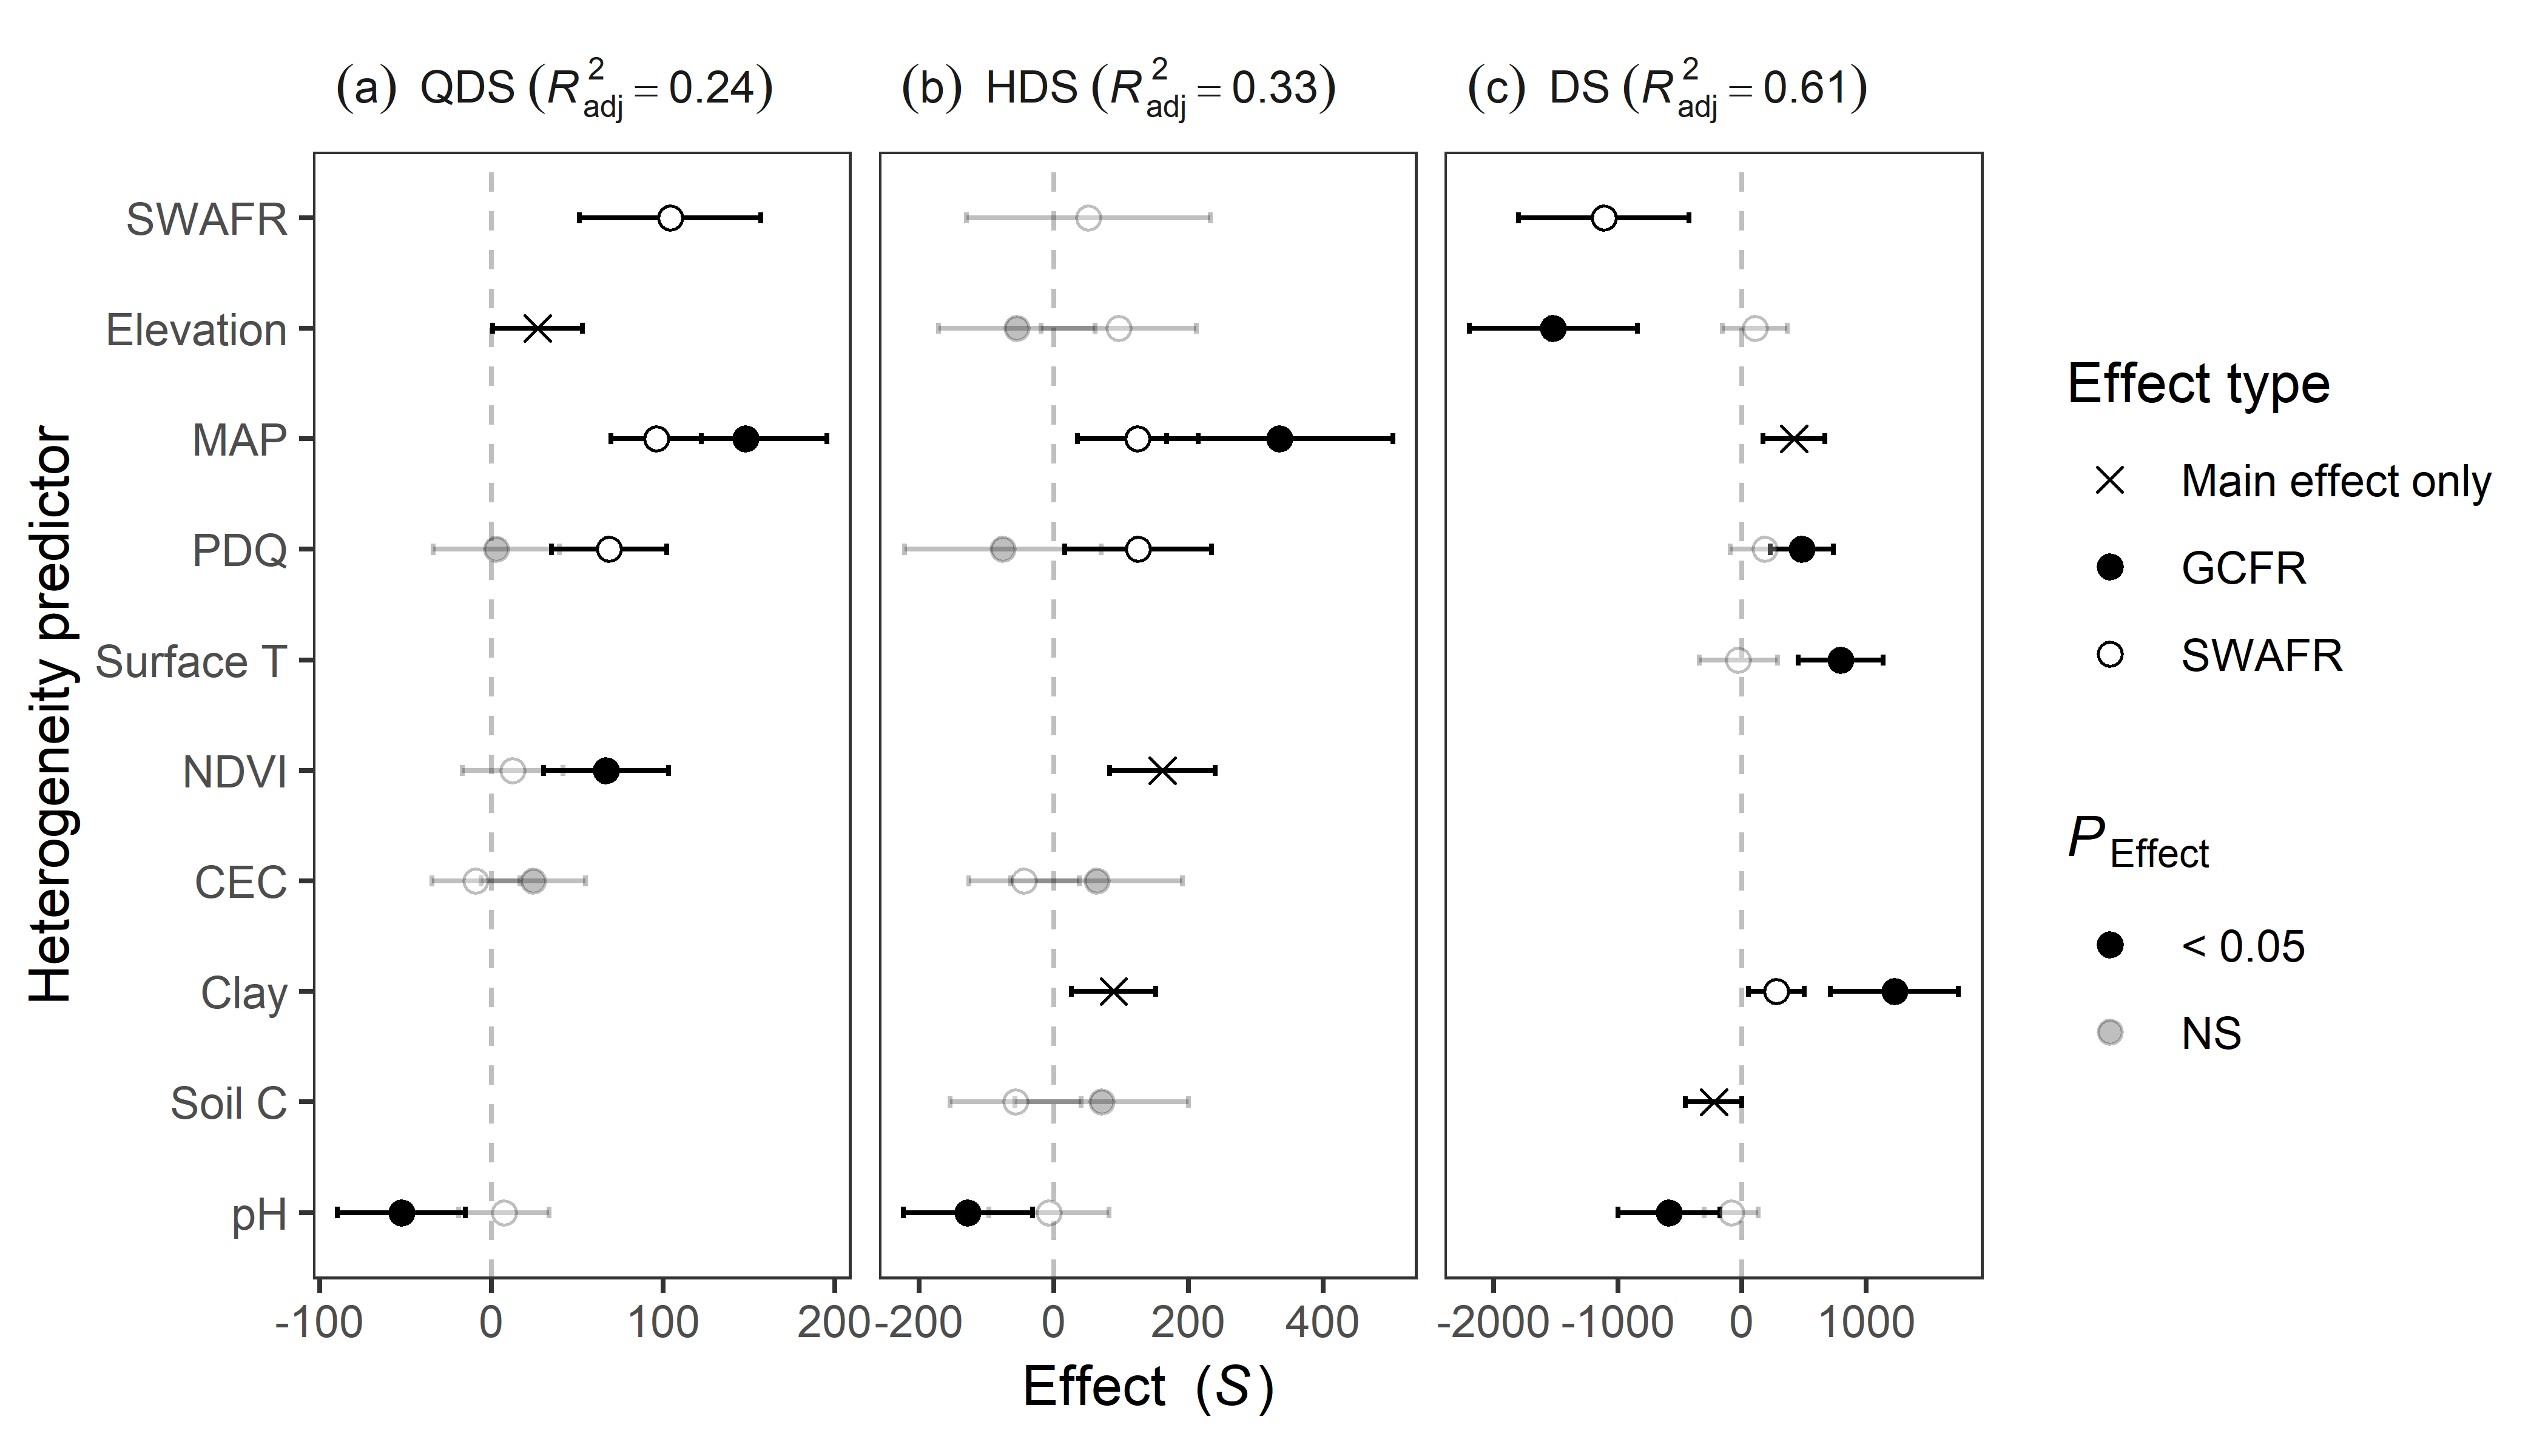 (a) QDS (R²adj = 0.24)
(b) HDS (R²adj = 0.33)
(c) DS (R²adj = 0.61)
Heterogeneity predictor
SWAFR
Elevation
MAP
PDQ
Surface T
NDVI
CEC
Clay
Soil C
pH
-100 0 100 200
-200 0 200 400
-2000 -1000 0 1000
Effect (S)
Effect type
Main effect only
GCFR
SWAFR
P Effect
< 0.05
NS